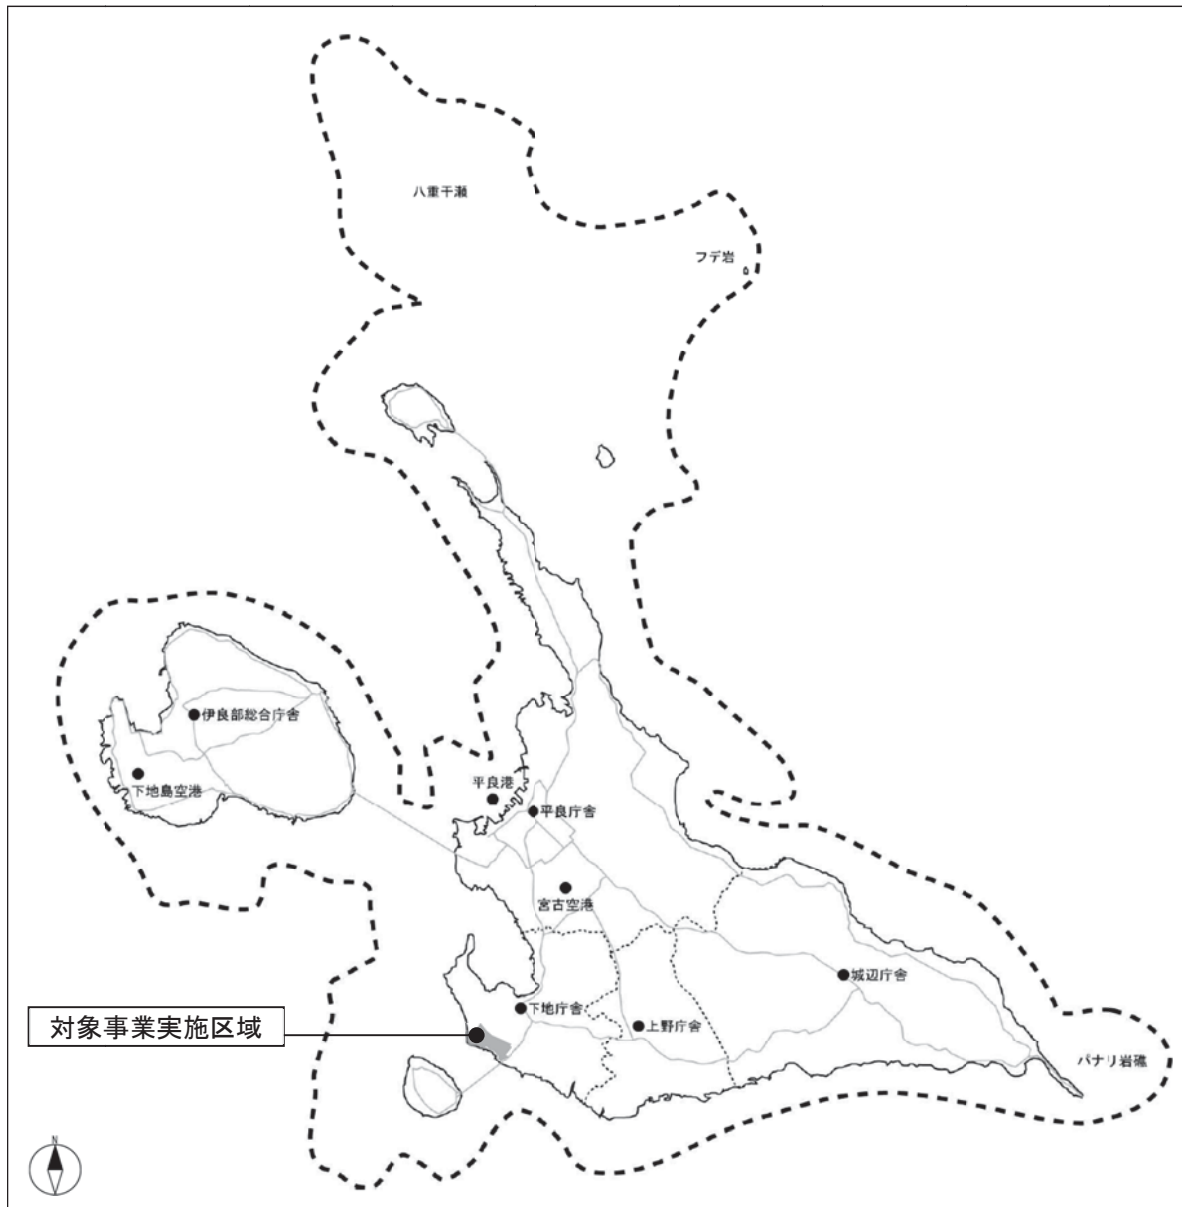 八重干瀬
フデ岩
伊良部総合庁舎
下地島空港
平良港
平良庁舎
宮古空港
城辺庁舎
下地庁舎
上野庁舎
対象事業実施区域
パナリ岩礁
N